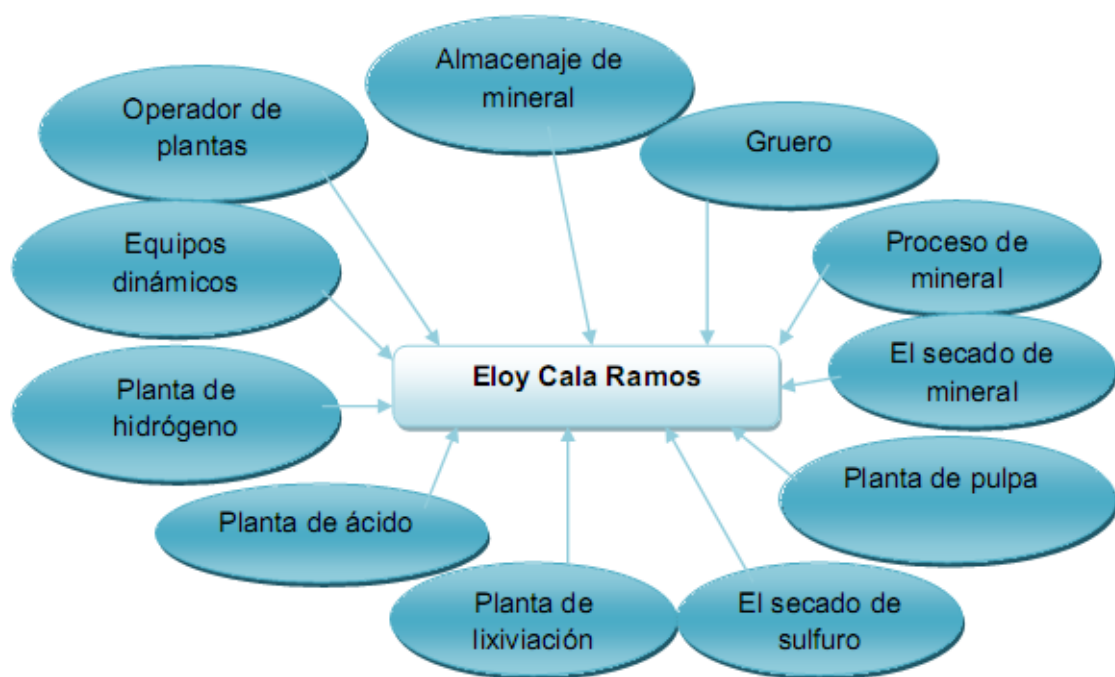 Almacenaje de
mineral
Operador de
plantas
Gruero
Equipos
dinámicos
Proceso de
mineral
Eloy Cala Ramos
El secado de
mineral
Planta de
hidrógeno
Planta de pulpa
Planta de ácido
Planta de
lixiviación
El secado de
sulfuro